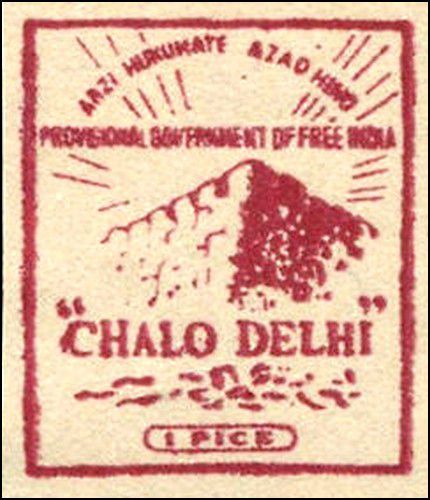 ARZI HUKUMATE AZAD HIND
PROVISIONAL GOVERNMENT OF FREE INDIA
"CHALO DELHI"
1 PICE